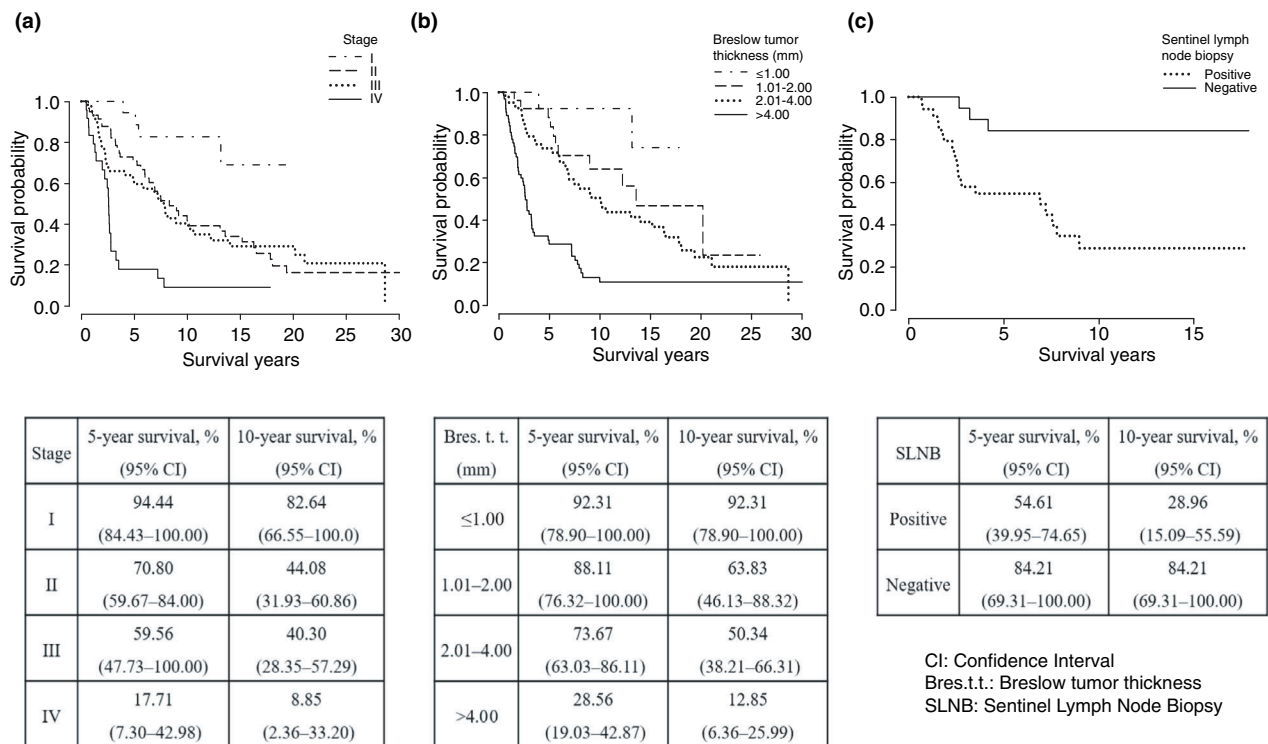 (a)
Stage
I
II
III
IV
Survival probability
1.0
0.8
0.6
0.4
0.2
0.0
0 5 10 15 20 25 30
Survival years
(b)
Breslow tumor
thickness (mm)
≤1.00
1.01-2.00
2.01-4.00
>4.00
Survival probability
1.0
0.8
0.6
0.4
0.2
0.0
0 5 10 15 20 25 30
Survival years
(c)
Sentinel lymph
node biopsy
Positive
Negative
Survival probability
1.0
0.8
0.6
0.4
0.2
0.0
0 5 10 15
Survival years
Stage 5-year survival, % 10-year survival, %
(95% CI) (95% CI)
I 94.44 82.64
(84.43–100.00) (66.55–100.0)
II 70.80 44.08
(59.67–84.00) (31.93–60.86)
III 59.56 40.30
(47.73–100.00) (28.35–57.29)
IV 17.71 8.85
(7.30–42.98) (2.36–33.20)
Bres. t. t. 5-year survival, % 10-year survival, %
(mm) (95% CI) (95% CI)
≤1.00 92.31 92.31
(78.90–100.00) (78.90–100.00)
1.01–2.00 88.11 63.83
(76.32–100.00) (46.13–88.32)
2.01–4.00 73.67 50.34
(63.03–86.11) (38.21–66.31)
>4.00 28.56 12.85
(19.03–42.87) (6.36–25.99)
SLNB 5-year survival, % 10-year survival, %
(95% CI) (95% CI)
Positive 54.61 28.96
(39.95–74.65) (15.09–55.59)
Negative 84.21 84.21
(69.31–100.00) (69.31–100.00)
CI: Confidence Interval
Bres.t.t.: Breslow tumor thickness
SLNB: Sentinel Lymph Node Biopsy